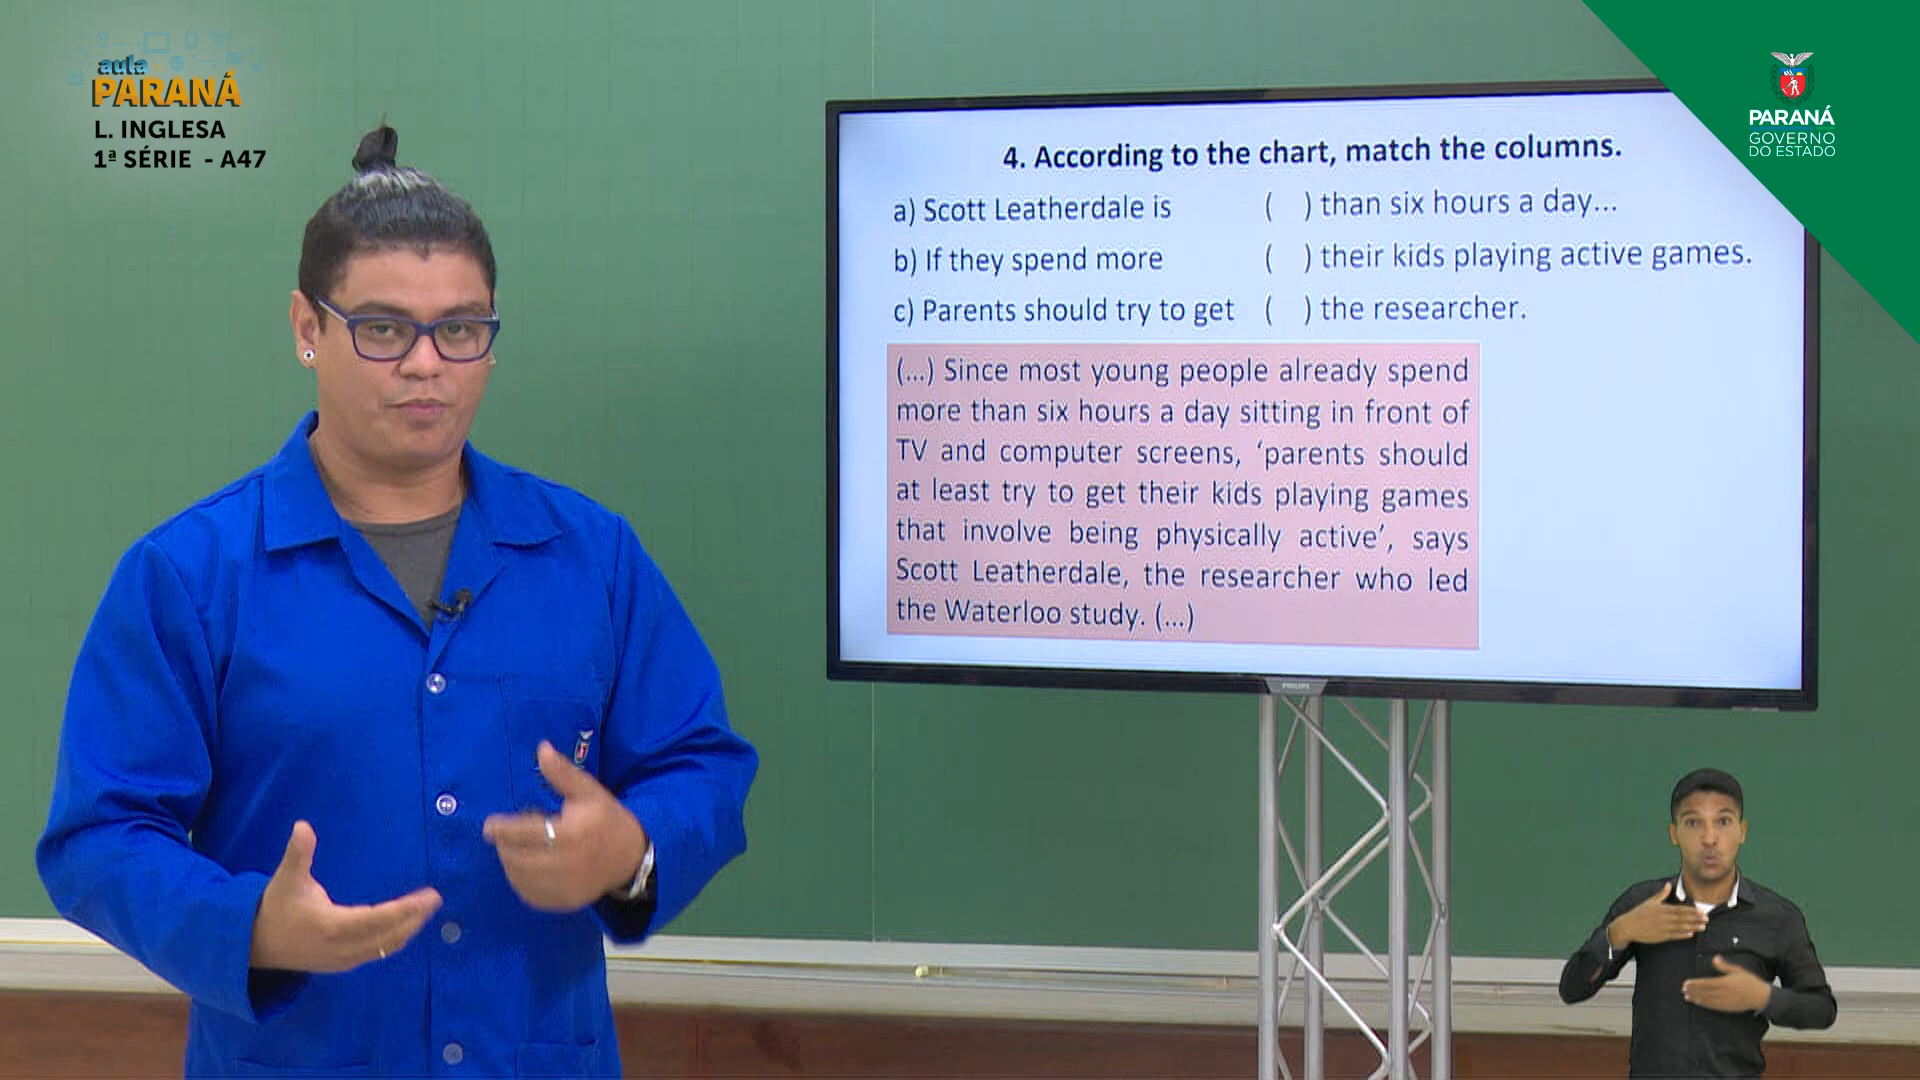 aula
PARANÁ
L. INGLESA
1ª SÉRIE - A47
PARANÁ
GOVERNO
DO ESTADO
4. According to the chart, match the columns.
a) Scott Leatherdale is ( ) than six hours a day...
b) If they spend more ( ) their kids playing active games.
c) Parents should try to get ( ) the researcher.
(...) Since most young people already spend
more than six hours a day sitting in front of
TV and computer screens, ‘parents should
at least try to get their kids playing games
that involve being physically active’, says
Scott Leatherdale, the researcher who led
the Waterloo study. (...)
PHILIPS